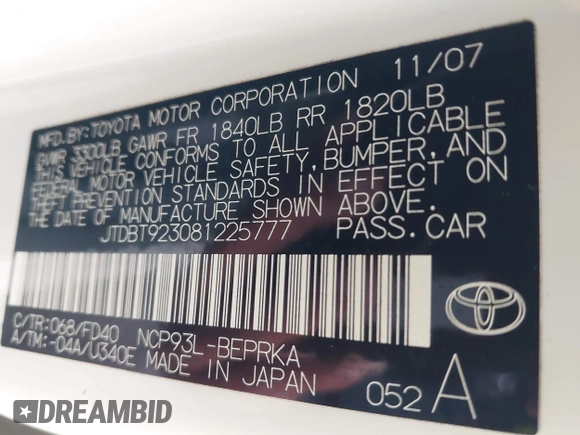 MFD.BY:TOYOTA MOTOR CORPORATION 11/07
GVWR 3300LB GAWR FR 1840LB RR 1820LB
THIS VEHICLE CONFORMS TO ALL APPLICABLE
FEDERAL MOTOR VEHICLE SAFETY,BUMPER,AND
THEFT PREVENTION STANDARDS IN EFFECT ON
THE DATE OF MANUFACTURE SHOWN ABOVE.
JTDBT923081225777 PASS.CAR
C/TR:068/FD40 NCP93L-BEPRKA
A/TM:-04A/U340E MADE IN JAPAN 052 A
DREAMBID